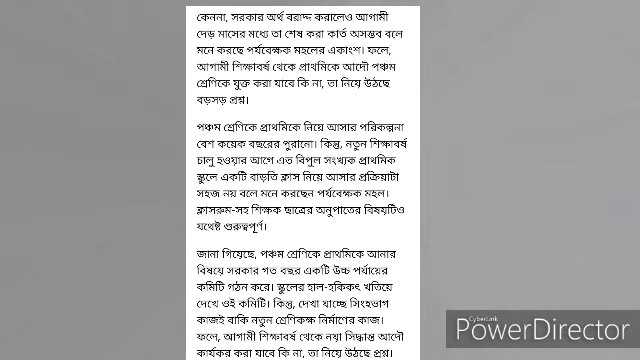 কেননা, সরকার অর্থ বরাদ্দ করালেও আগামী
দেড় মাসের মধ্যে তা শেষ করা কার্ত অসম্ভব বলে
মনে করছে পর্যবেক্ষক মহলের একাংশ। ফলে,
আগামী শিক্ষাবর্ষ থেকে প্রাথমিকে আদৌ পঞ্চম
শ্রেণিকে যুক্ত করা যাবে কি না, তা নিয়ে উঠছে
বড়সড় প্রশ্ন।
পঞ্চম শ্রেণিকে প্রাথমিকে নিয়ে আসার পরিকল্পনা
বেশ কয়েক বছরের পুরানো। কিন্তু, নতুন শিক্ষাবর্ষ
চালু হওয়ার আগে এত বিপুল সংখ্যক প্রাথমিক
স্কুলে একটি বাড়তি ক্লাস নিয়ে আসার প্রক্রিয়াটা
সহজ নয় বলে মনে করছেন পর্যবেক্ষক মহল।
ক্লাসরুম-সহ শিক্ষক ছাত্রের অনুপাতের বিষয়টিও
যথেষ্ট গুরুত্বপূর্ণ।
জানা গিয়েছে, পঞ্চম শ্রেণিকে প্রাথমিকে আনার
বিষয়ে সরকার গত বছর একটি উচ্চ পর্যায়ের
কমিটি গঠন করে। স্কুলের হাল-হকিকৎ খতিয়ে
দেখে ওই কমিটি। কিন্তু, দেখা যাচ্ছে সিংহভাগ
কাজই বাকি নতুন শ্রেণিকক্ষ নির্মাণের কাজ।
ফলে, আগামী শিক্ষাবর্ষ থেকে নয়া সিদ্ধান্ত আদৌ
কার্যকর করা যাবে কি না, তা নিয়ে উঠছে প্রশ্ন।
CyberLink
PowerDirector